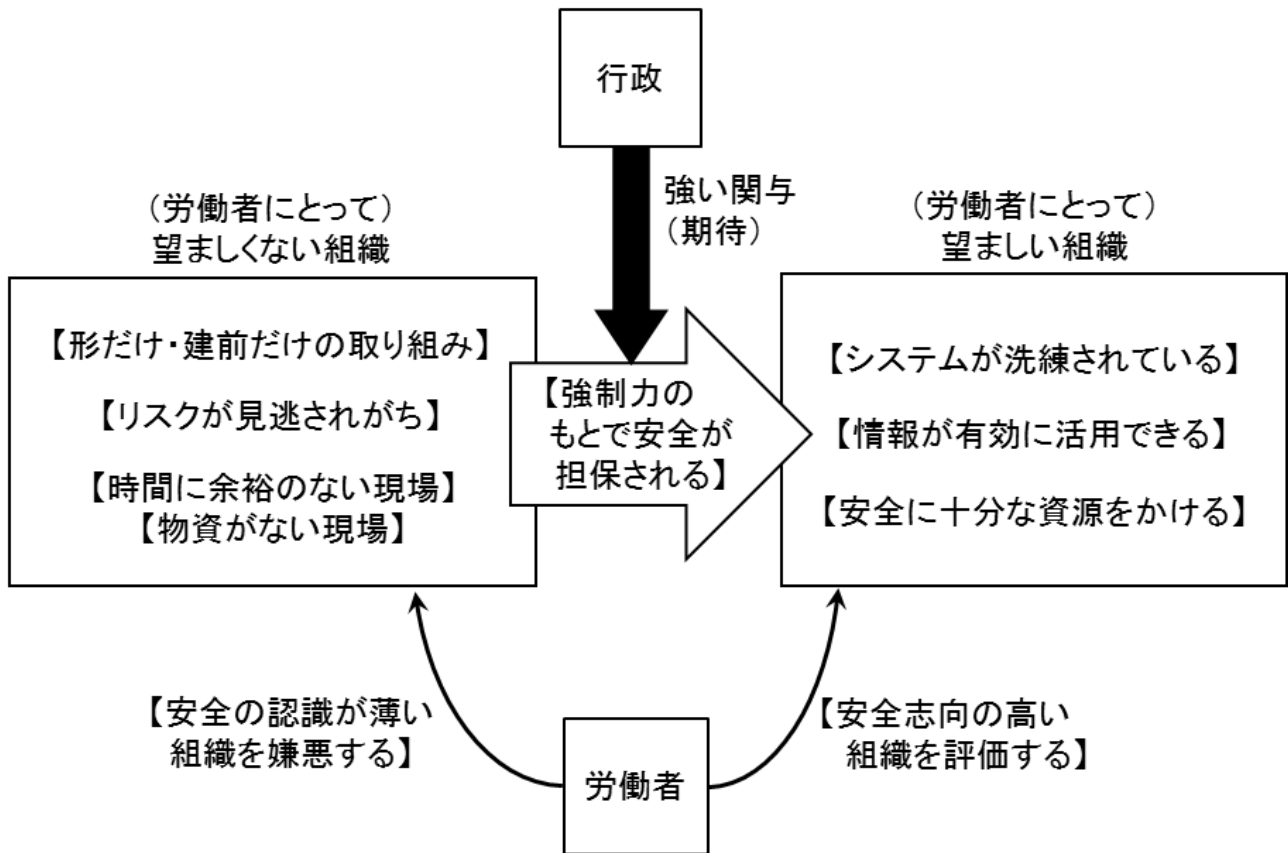 行政
強い関与
（期待）
（労働者にとって）
望ましくない組織
【形だけ・建前だけの取り組み】
【リスクが見逃されがち】
【時間に余裕のない現場】
【物資がない現場】
【強制力の
もとで安全が
担保される】
（労働者にとって）
望ましい組織
【システムが洗練されている】
【情報が有効に活用できる】
【安全に十分な資源をかける】
【安全の認識が薄い
組織を嫌悪する】
労働者
【安全志向の高い
組織を評価する】